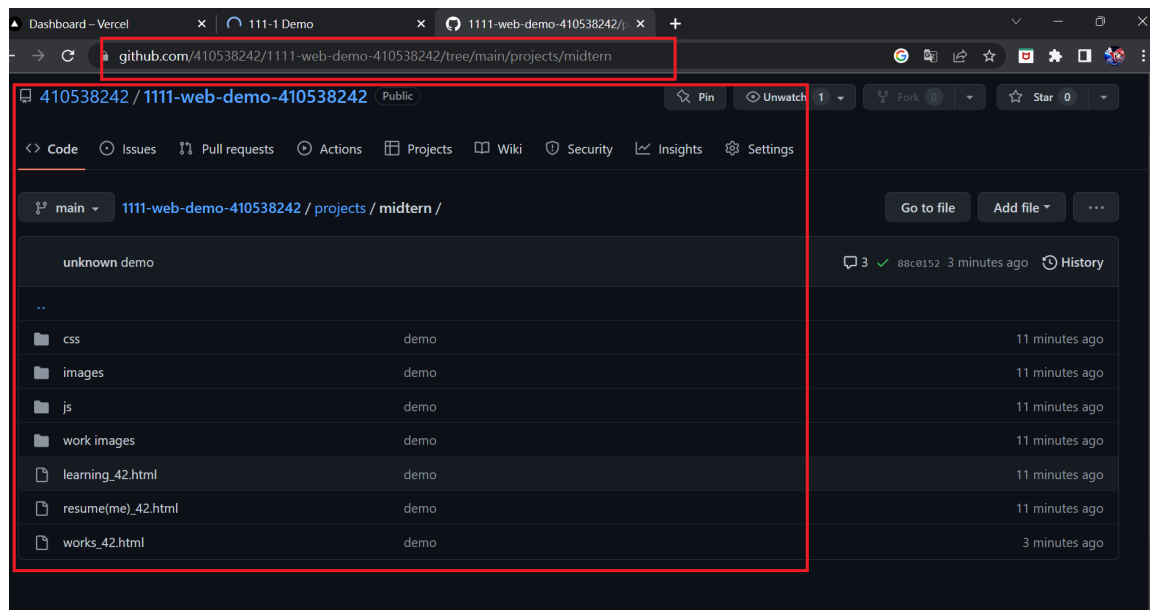 Dashboard – Vercel
111-1 Demo
1111-web-demo-410538242/p
github.com/410538242/1111-web-demo-410538242/tree/main/projects/midtern
410538242 / 1111-web-demo-410538242 Public
Pin Unwatch 1 Fork 0 Star 0
Code Issues Pull requests Actions Projects Wiki Security Insights Settings
main 1111-web-demo-410538242 / projects / midtern /
Go to file Add file ...
unknown demo 3 88c0152 3 minutes ago History
..
css demo 11 minutes ago
images demo 11 minutes ago
js demo 11 minutes ago
work images demo 11 minutes ago
learning_42.html demo 11 minutes ago
resume(me)_42.html demo 11 minutes ago
works_42.html demo 3 minutes ago